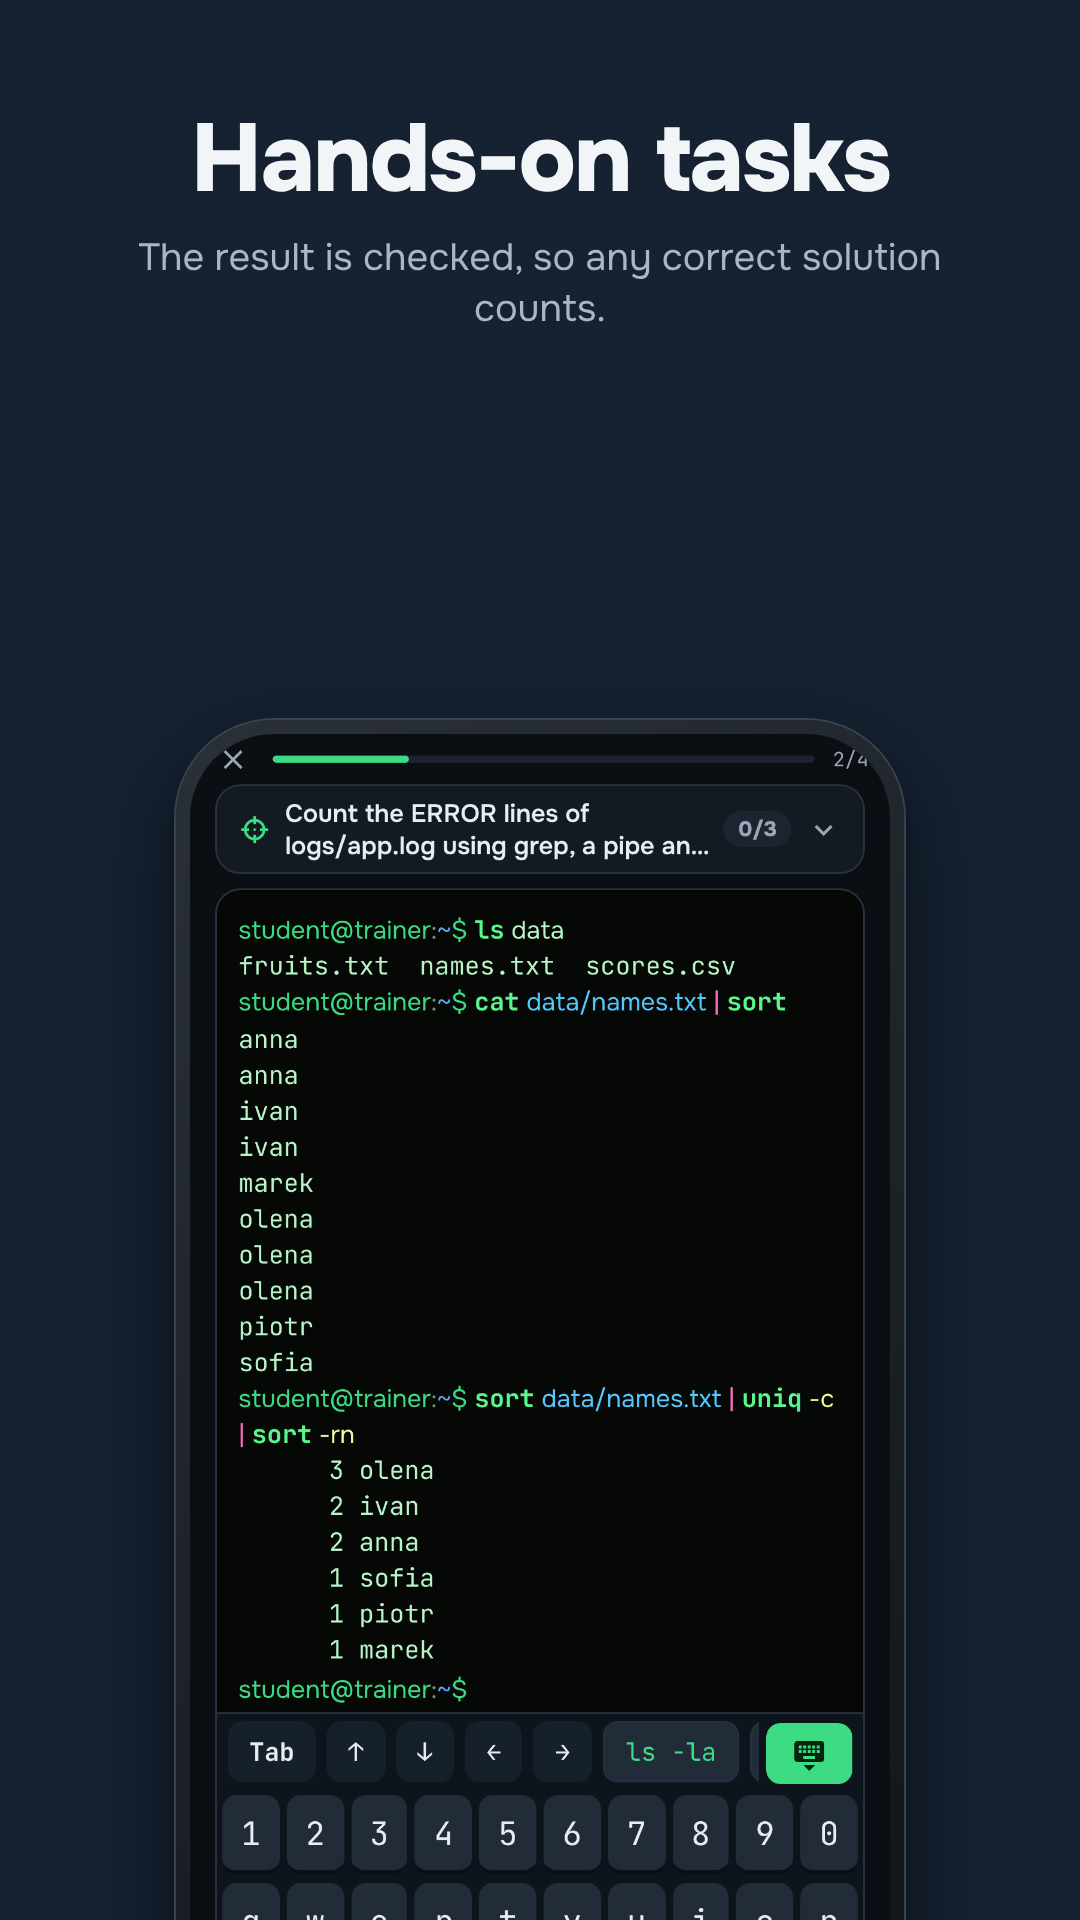 Hands-on tasks
The result is checked, so any correct solution
counts.
2/4
Count the ERROR lines of
logs/app.log using grep, a pipe an...
0/3
student@trainer:~$ ls data
fruits.txt  names.txt  scores.csv
student@trainer:~$ cat data/names.txt | sort
anna
anna
ivan
ivan
marek
olena
olena
olena
piotr
sofia
student@trainer:~$ sort data/names.txt | uniq -c
| sort -rn
3 olena
2 ivan
2 anna
1 sofia
1 piotr
1 marek
student@trainer:~$
Tab ↑ ↓ ← → ls -la
1 2 3 4 5 6 7 8 9 0